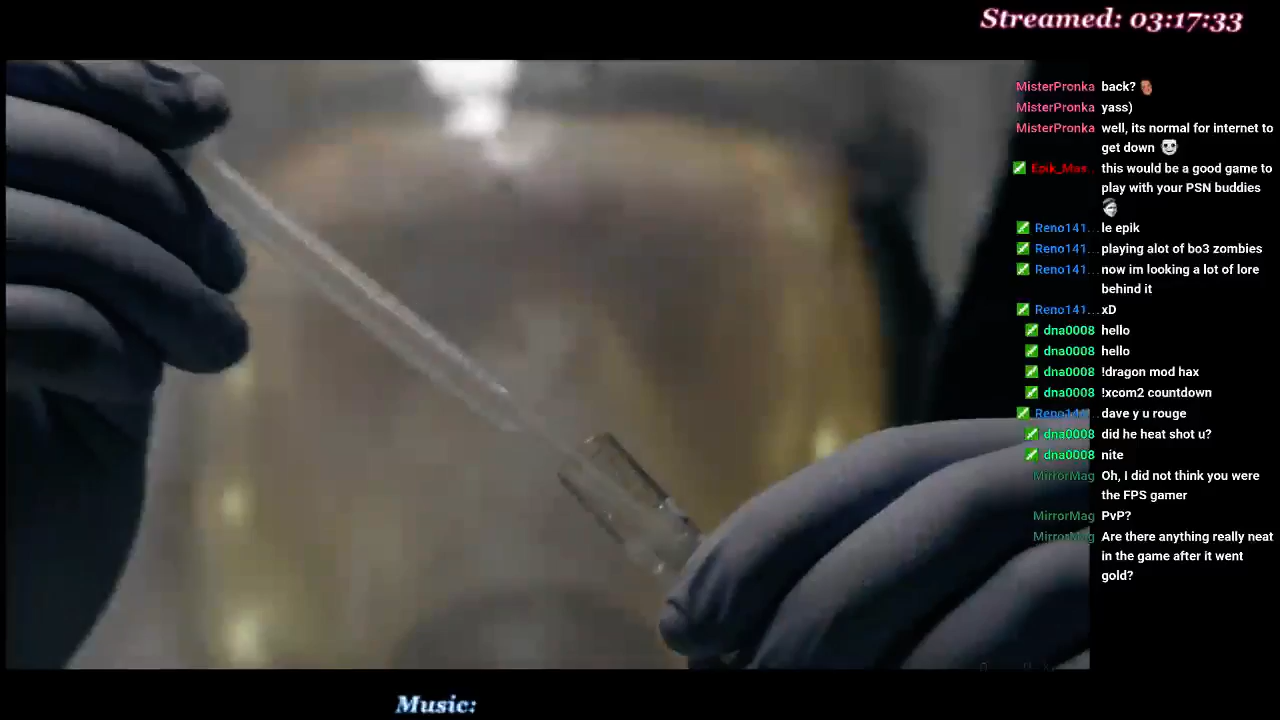 Streamed: 03:17:33
MisterPronka back?
MisterPronka yass)
MisterPronka well, its normal for internet to
get down
Epik_Mas... this would be a good game to
play with your PSN buddies
Reno141... le epik
Reno141... playing alot of bo3 zombies
Reno141... now im looking a lot of lore
behind it
Reno141... xD
dna0008 hello
dna0008 hello
dna0008 !dragon mod hax
dna0008 !xcom2 countdown
Reno141... dave y u rouge
dna0008 did he heat shot u?
dna0008 nite
MirrorMag Oh, I did not think you were
the FPS gamer
MirrorMag PvP?
MirrorMag Are there anything really neat
in the game after it went
gold?
Music: